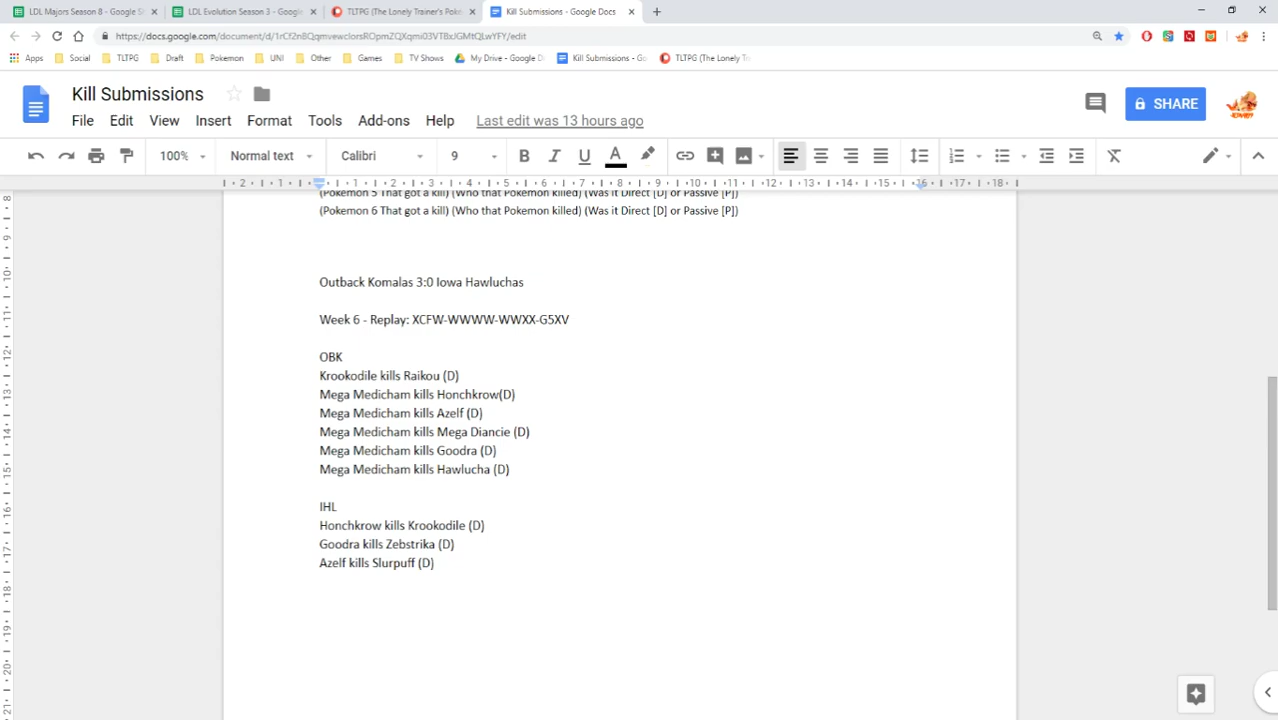 LDL Majors Season 8 - Google Sh
LDL Evolution Season 3 - Google
TLTPG (The Lonely Trainer's Poké
Kill Submissions - Google Docs
Apps
Social
TLTPG
Draft
Pokemon
UNI
Other
Games
TV Shows
My Drive - Google D
Kill Submissions - Go
TLTPG (The Lonely Tr
Kill Submissions
File Edit View Insert Format Tools Add-ons Help Last edit was 13 hours ago
SHARE
100% Normal text Calibri 9
(Pokemon 5 That got a kill) (Who that Pokemon killed) (Was it Direct [D] or Passive [P])
(Pokemon 6 That got a kill) (Who that Pokemon killed) (Was it Direct [D] or Passive [P])
Outback Komalas 3:0 Iowa Hawluchas
Week 6 - Replay: XCFW-WWWW-WWXX-G5XV
OBK
Krookodile kills Raikou (D)
Mega Medicham kills Honchkrow(D)
Mega Medicham kills Azelf (D)
Mega Medicham kills Mega Diancie (D)
Mega Medicham kills Goodra (D)
Mega Medicham kills Hawlucha (D)
IHL
Honchkrow kills Krookodile (D)
Goodra kills Zebstrika (D)
Azelf kills Slurpuff (D)